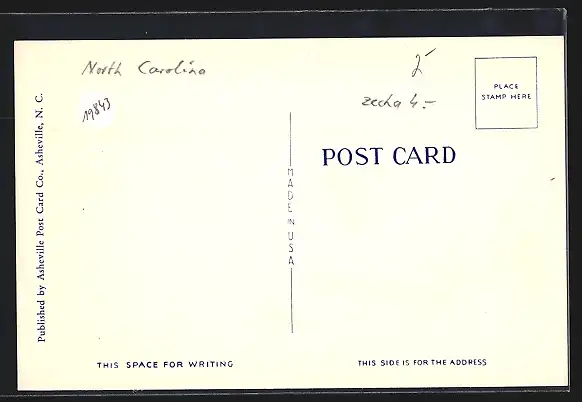 North Carolina
19843
2-
zecha 4.-
PLACE
STAMP HERE
POST CARD
MADE IN USA
Published by Asheville Post Card Co., Asheville, N. C.
THIS SPACE FOR WRITING
THIS SIDE IS FOR THE ADDRESS